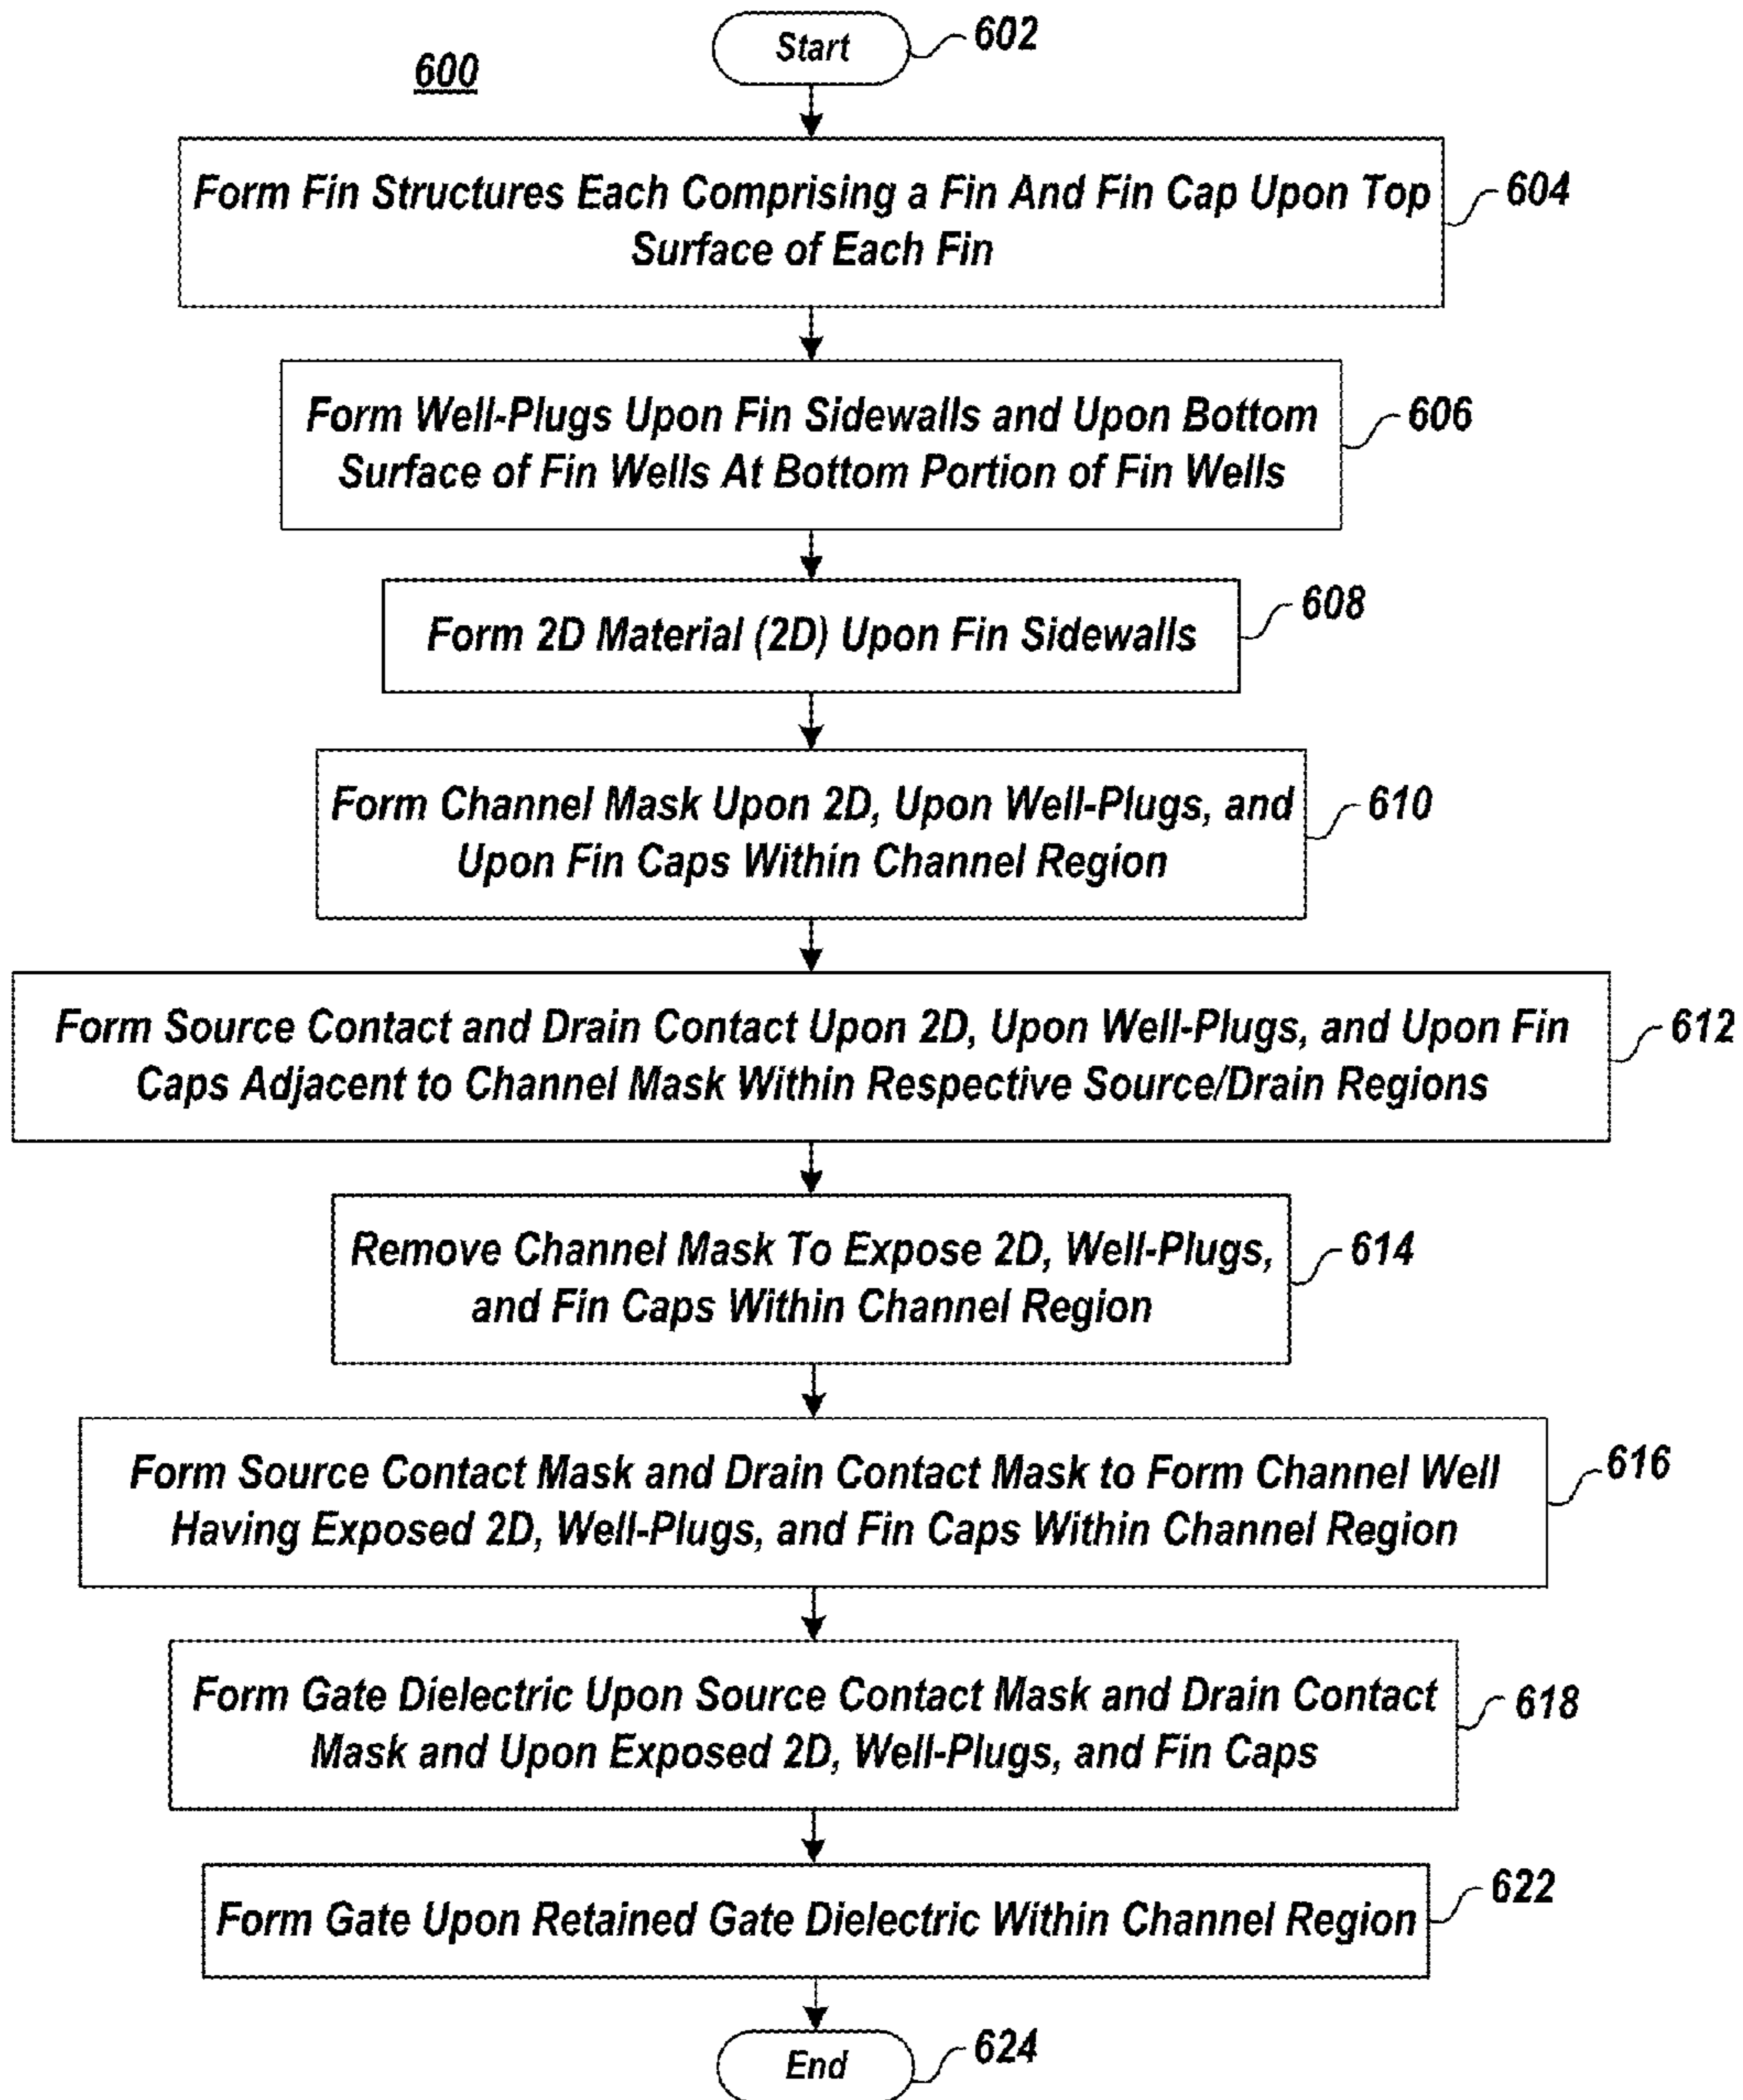 Start
602
600
Form Fin Structures Each Comprising a Fin And Fin Cap Upon Top
Surface of Each Fin
604
Form Well-Plugs Upon Fin Sidewalls and Upon Bottom
Surface of Fin Wells At Bottom Portion of Fin Wells
606
Form 2D Material (2D) Upon Fin Sidewalls
608
Form Channel Mask Upon 2D, Upon Well-Plugs, and
Upon Fin Caps Within Channel Region
610
Form Source Contact and Drain Contact Upon 2D, Upon Well-Plugs, and Upon Fin
Caps Adjacent to Channel Mask Within Respective Source/Drain Regions
612
Remove Channel Mask To Expose 2D, Well-Plugs,
and Fin Caps Within Channel Region
614
Form Source Contact Mask and Drain Contact Mask to Form Channel Well
Having Exposed 2D, Well-Plugs, and Fin Caps Within Channel Region
616
Form Gate Dielectric Upon Source Contact Mask and Drain Contact
Mask and Upon Exposed 2D, Well-Plugs, and Fin Caps
618
Form Gate Upon Retained Gate Dielectric Within Channel Region
622
End
624